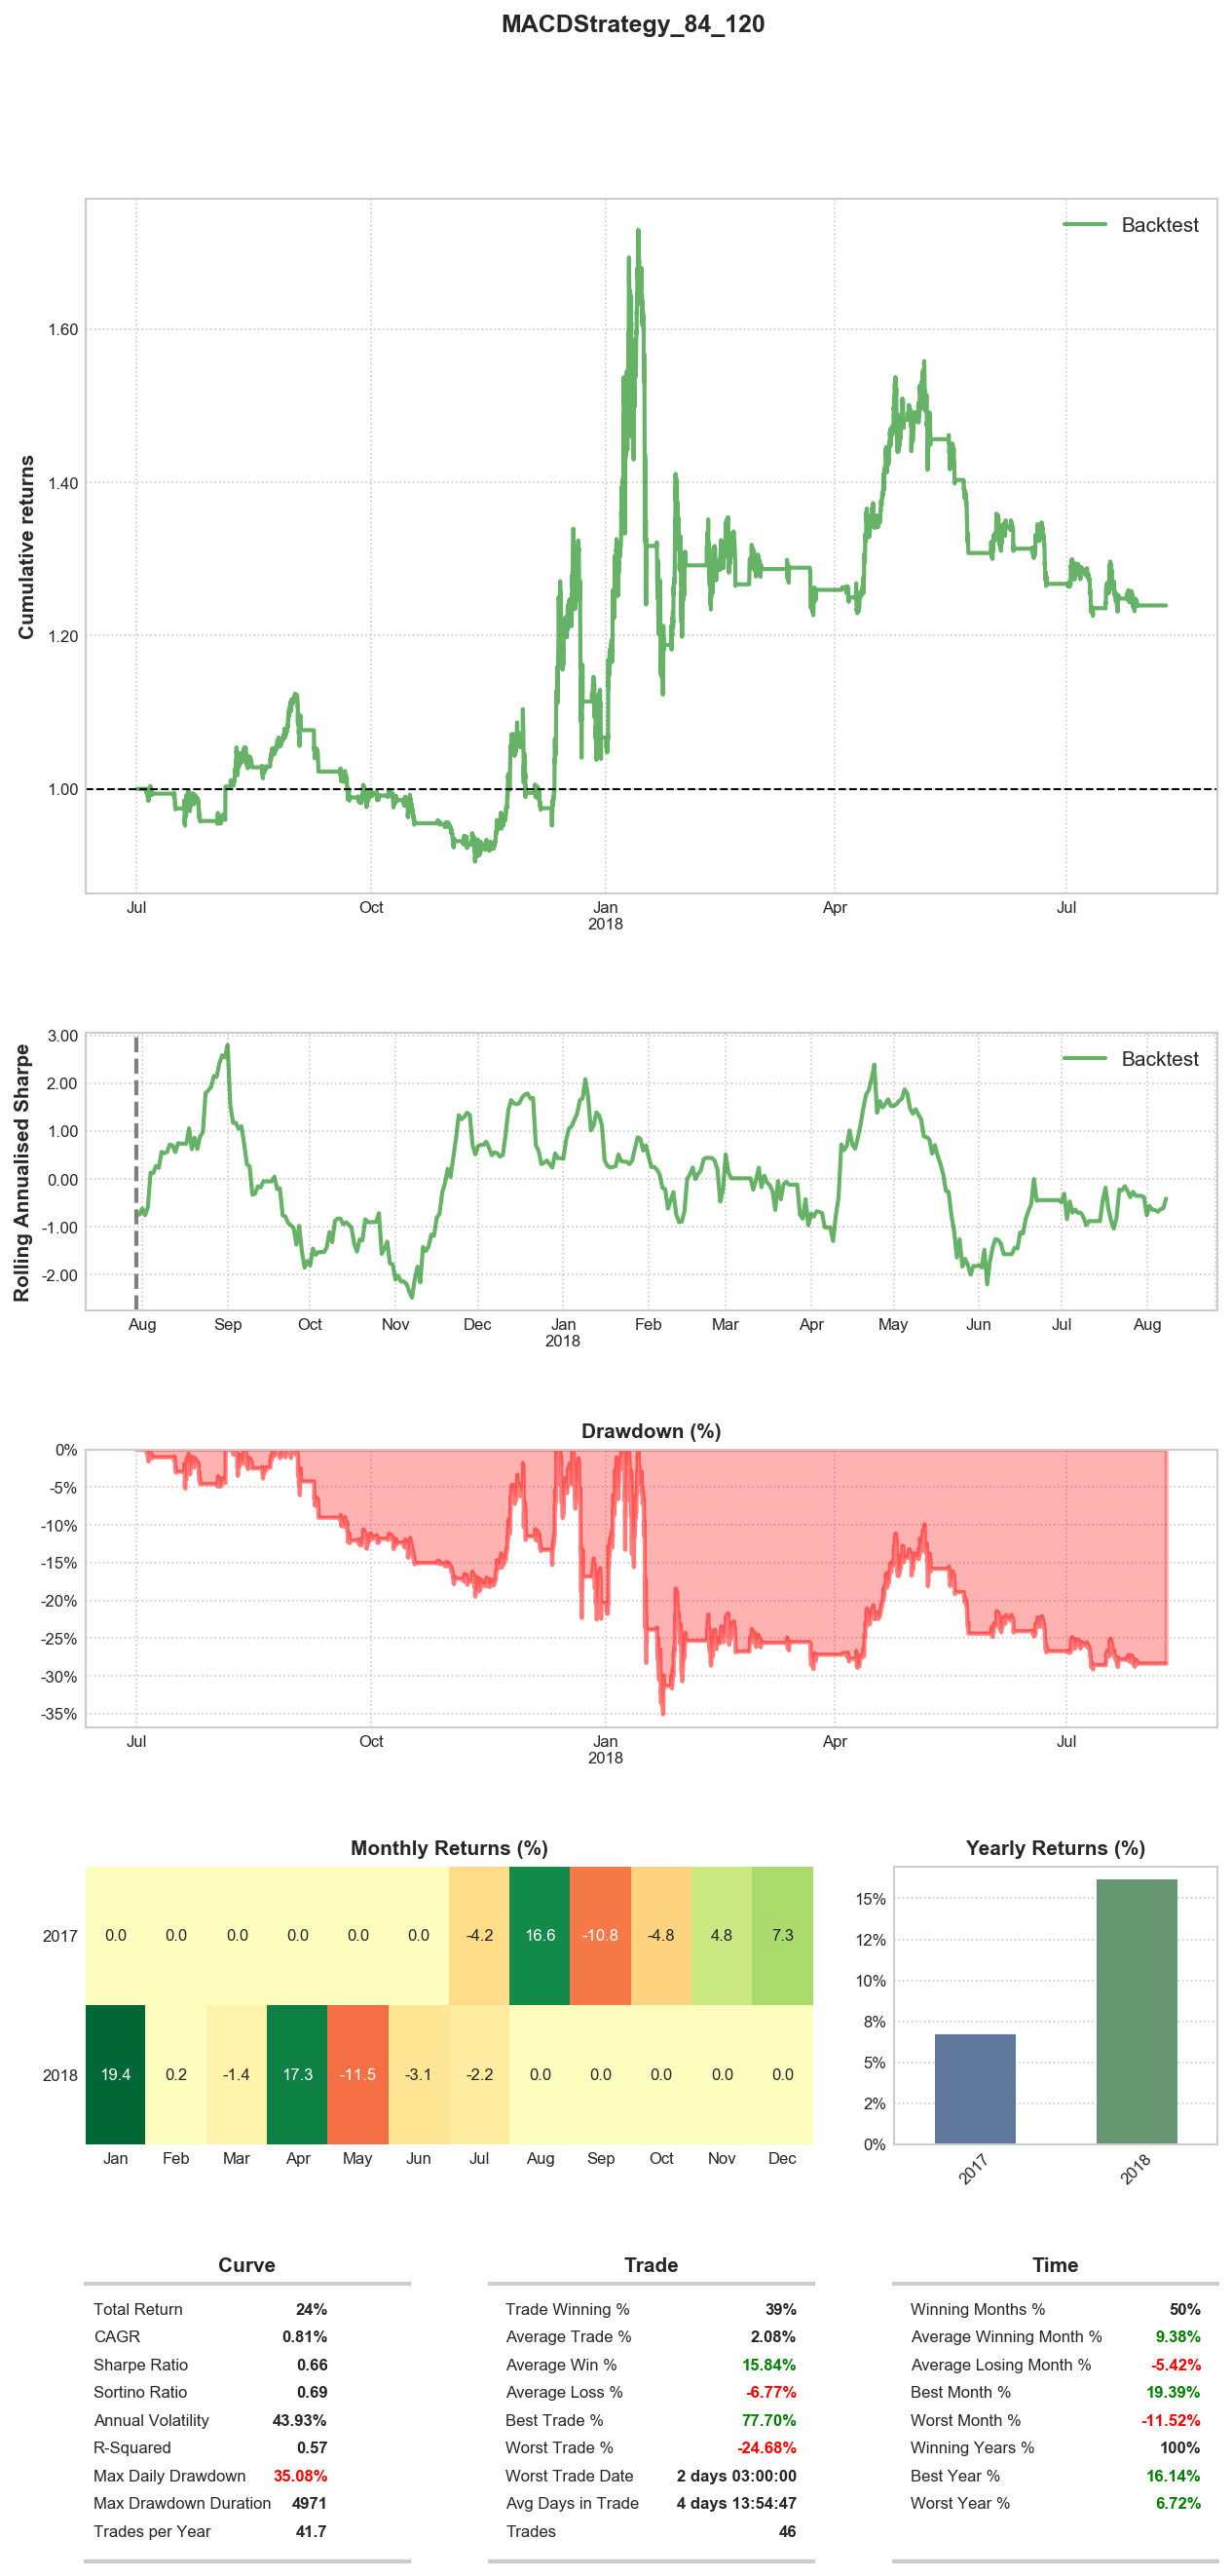 MACDStrategy_84_120
Cumulative returns
Backtest
1.60
1.40
1.20
1.00
Jul Oct Jan Apr Jul
2018
Rolling Annualised Sharpe
Backtest
3.00
2.00
1.00
0.00
-1.00
-2.00
Aug Sep Oct Nov Dec Jan Feb Mar Apr May Jun Jul Aug
2018
Drawdown (%)
0%
-5%
-10%
-15%
-20%
-25%
-30%
-35%
Jul Oct Jan Apr Jul
2018
Monthly Returns (%)
2017 0.0 0.0 0.0 0.0 0.0 0.0 -4.2 16.6 -10.8 -4.8 4.8 7.3
2018 19.4 0.2 -1.4 17.3 -11.5 -3.1 -2.2 0.0 0.0 0.0 0.0 0.0
Jan Feb Mar Apr May Jun Jul Aug Sep Oct Nov Dec
Yearly Returns (%)
15%
12%
10%
8%
5%
2%
0%
2017 2018
Curve
Total Return 24%
CAGR 0.81%
Sharpe Ratio 0.66
Sortino Ratio 0.69
Annual Volatility 43.93%
R-Squared 0.57
Max Daily Drawdown 35.08%
Max Drawdown Duration 4971
Trades per Year 41.7
Trade
Trade Winning % 39%
Average Trade % 2.08%
Average Win % 15.84%
Average Loss % -6.77%
Best Trade % 77.70%
Worst Trade % -24.68%
Worst Trade Date 2 days 03:00:00
Avg Days in Trade 4 days 13:54:47
Trades 46
Time
Winning Months % 50%
Average Winning Month % 9.38%
Average Losing Month % -5.42%
Best Month % 19.39%
Worst Month % -11.52%
Winning Years % 100%
Best Year % 16.14%
Worst Year % 6.72%